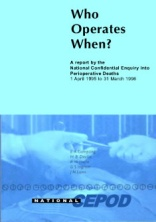 Who
Operates
When?
A report by the
National Confidential Enquiry into
Perioperative Deaths
1 April 1995 to 31 March 1996
NATIONAL
CEPOD